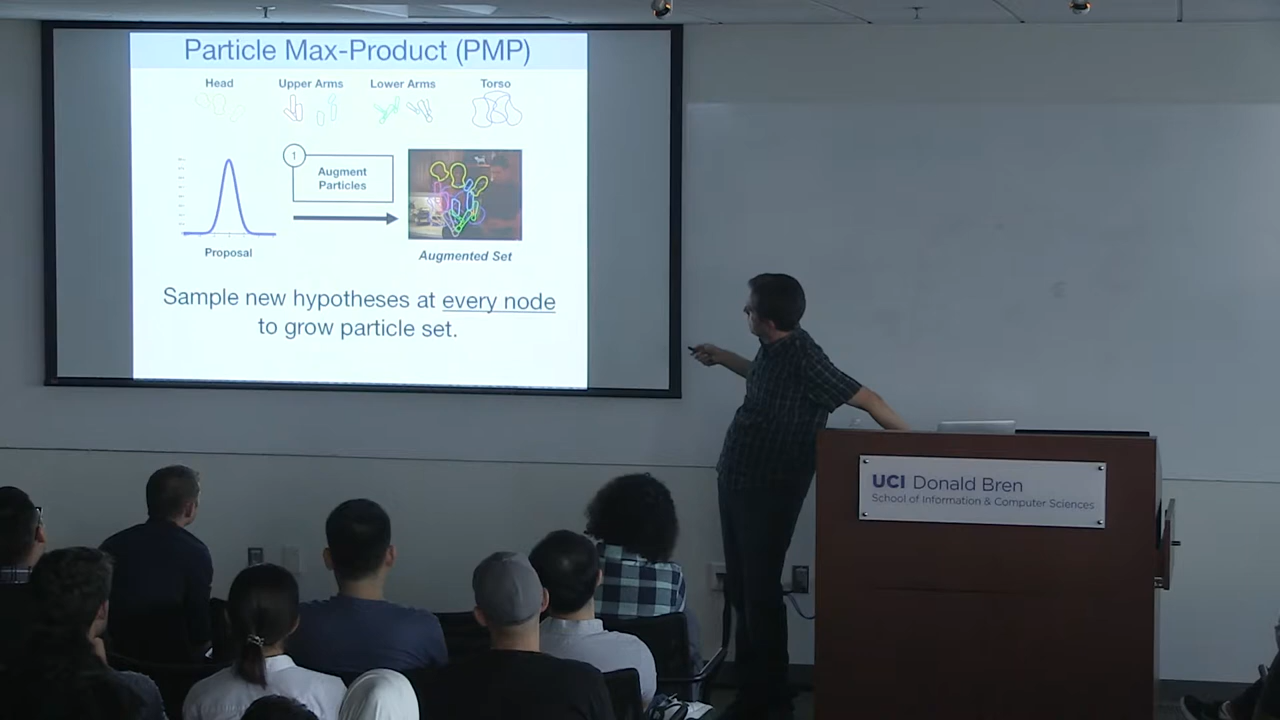 Particle Max-Product (PMP)
Head
Upper Arms
Lower Arms
Torso
1
Augment
Particles
Proposal
Augmented Set
Sample new hypotheses at every node
to grow particle set.
UCI Donald Bren
School of Information & Computer Sciences